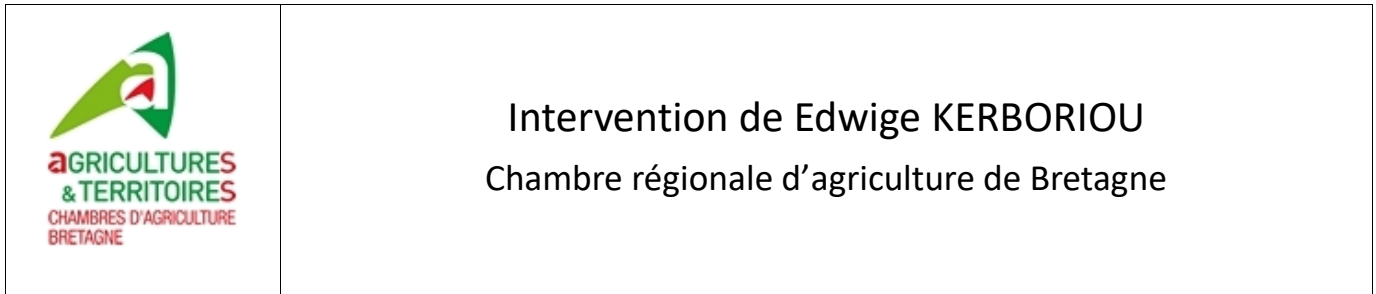 a
aGRICULTURES
& TERRITOIRES
CHAMBRES D'AGRICULTURE
BRETAGNE
Intervention de Edwige KERBORIOU
Chambre régionale d’agriculture de Bretagne